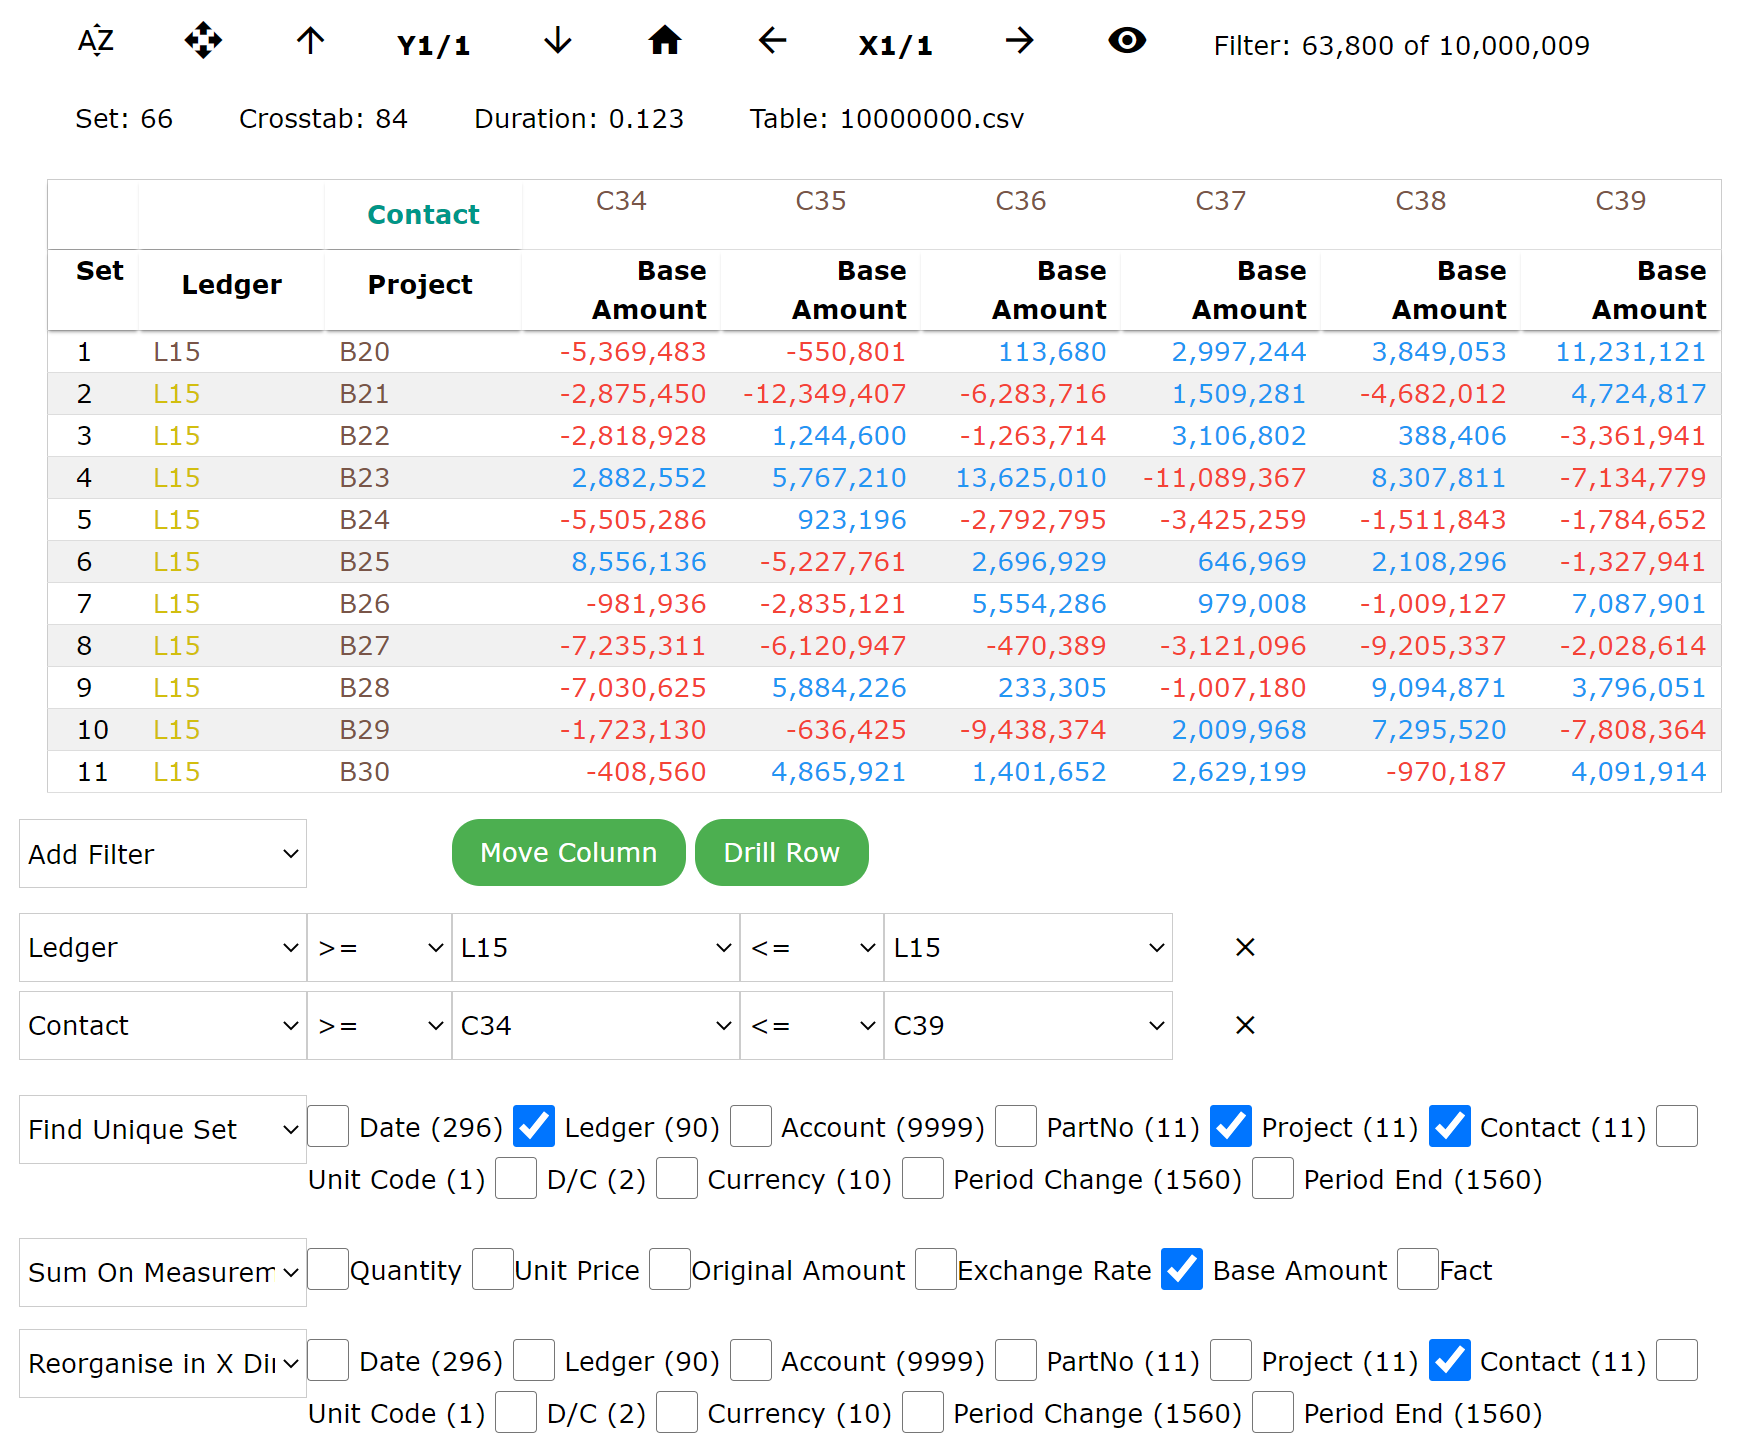 AZ Y1/1 X1/1 Filter: 63,800 of 10,000,009
Set: 66 Crosstab: 84 Duration: 0.123 Table: 10000000.csv
Contact C34 C35 C36 C37 C38 C39
Set Ledger Project Base Amount Base Amount Base Amount Base Amount Base Amount Base Amount
1 L15 B20 -5,369,483 -550,801 113,680 2,997,244 3,849,053 11,231,121
2 L15 B21 -2,875,450 -12,349,407 -6,283,716 1,509,281 -4,682,012 4,724,817
3 L15 B22 -2,818,928 1,244,600 -1,263,714 3,106,802 388,406 -3,361,941
4 L15 B23 2,882,552 5,767,210 13,625,010 -11,089,367 8,307,811 -7,134,779
5 L15 B24 -5,505,286 923,196 -2,792,795 -3,425,259 -1,511,843 -1,784,652
6 L15 B25 8,556,136 -5,227,761 2,696,929 646,969 2,108,296 -1,327,941
7 L15 B26 -981,936 -2,835,121 5,554,286 979,008 -1,009,127 7,087,901
8 L15 B27 -7,235,311 -6,120,947 -470,389 -3,121,096 -9,205,337 -2,028,614
9 L15 B28 -7,030,625 5,884,226 233,305 -1,007,180 9,094,871 3,796,051
10 L15 B29 -1,723,130 -636,425 -9,438,374 2,009,968 7,295,520 -7,808,364
11 L15 B30 -408,560 4,865,921 1,401,652 2,629,199 -970,187 4,091,914
Add Filter Move Column Drill Row
Ledger >= L15 <= L15 ×
Contact >= C34 <= C39 ×
Find Unique Set Date (296) Ledger (90) Account (9999) PartNo (11) Project (11) Contact (11)
Unit Code (1) D/C (2) Currency (10) Period Change (1560) Period End (1560)
Sum On Measurem Quantity Unit Price Original Amount Exchange Rate Base Amount Fact
Reorganise in X Di Date (296) Ledger (90) Account (9999) PartNo (11) Project (11) Contact (11)
Unit Code (1) D/C (2) Currency (10) Period Change (1560) Period End (1560)